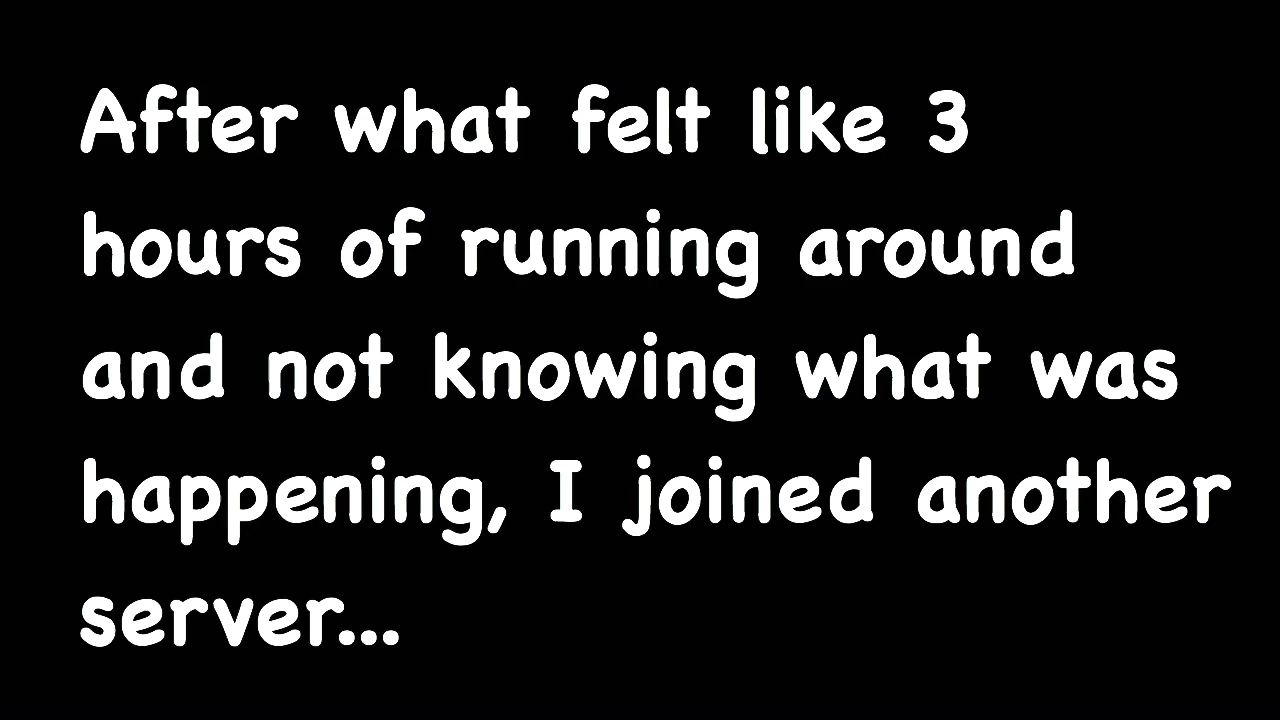 After what felt like 3
hours of running around
and not knowing what was
happening, I joined another
server...